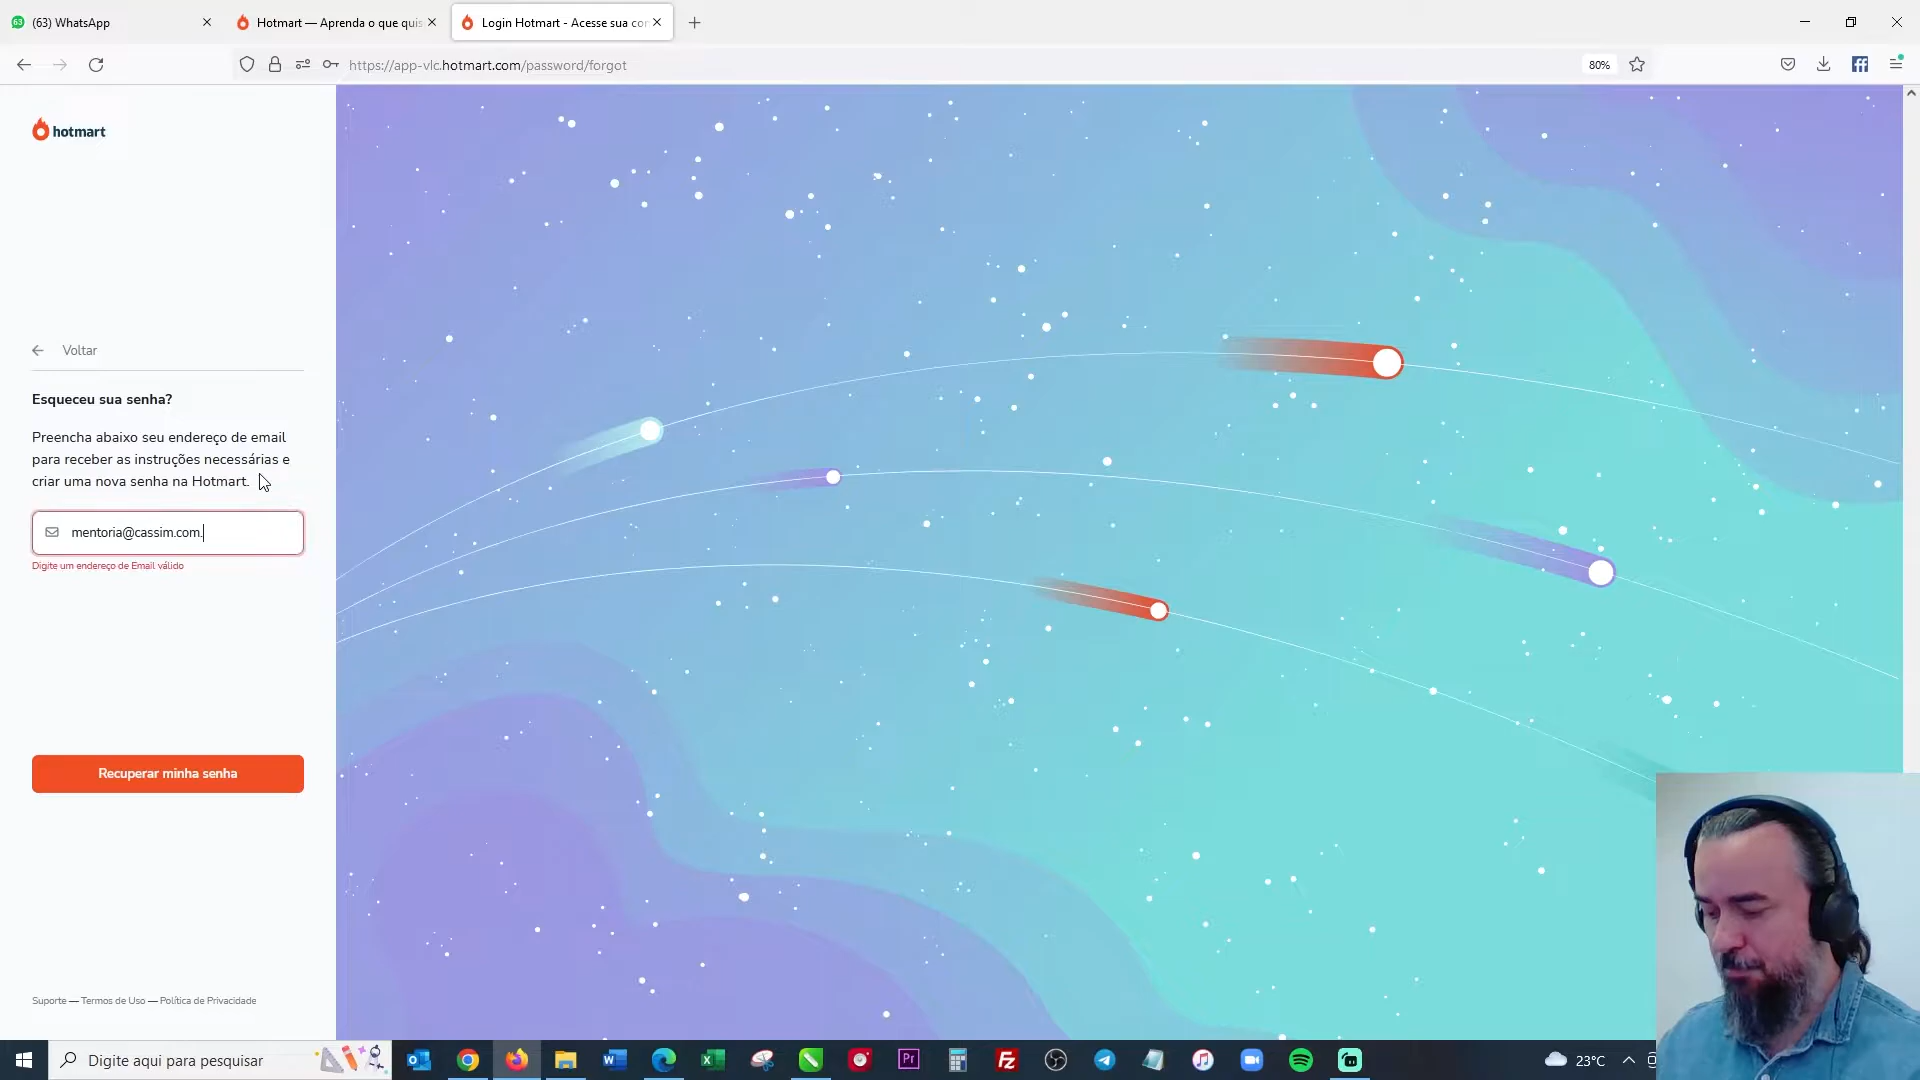 (63) WhatsApp
Hotmart — Aprenda o que quis
Login Hotmart - Acesse sua con
https://app-vlc.hotmart.com/password/forgot
80%
hotmart
Voltar
Esqueceu sua senha?
Preencha abaixo seu endereço de email
para receber as instruções necessárias e
criar uma nova senha na Hotmart.
mentoria@cassim.com.
Digite um endereço de Email válido
Recuperar minha senha
Suporte — Termos de Uso — Política de Privacidade
Digite aqui para pesquisar
23°C